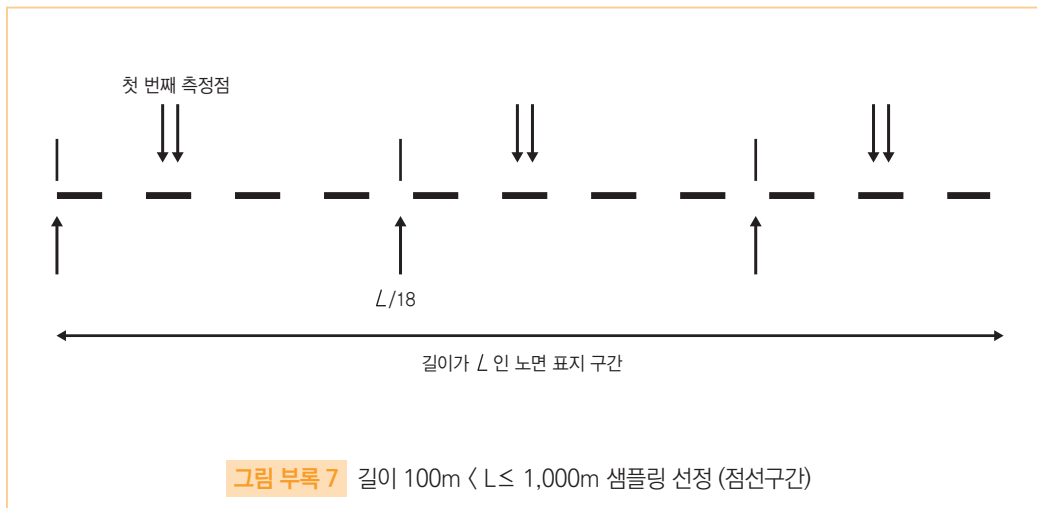 첫 번째 측정점
L/18
길이가 L 인 노면 표지 구간
그림 부록 7 길이 100m < L≤ 1,000m 샘플링 선정 (점선구간)